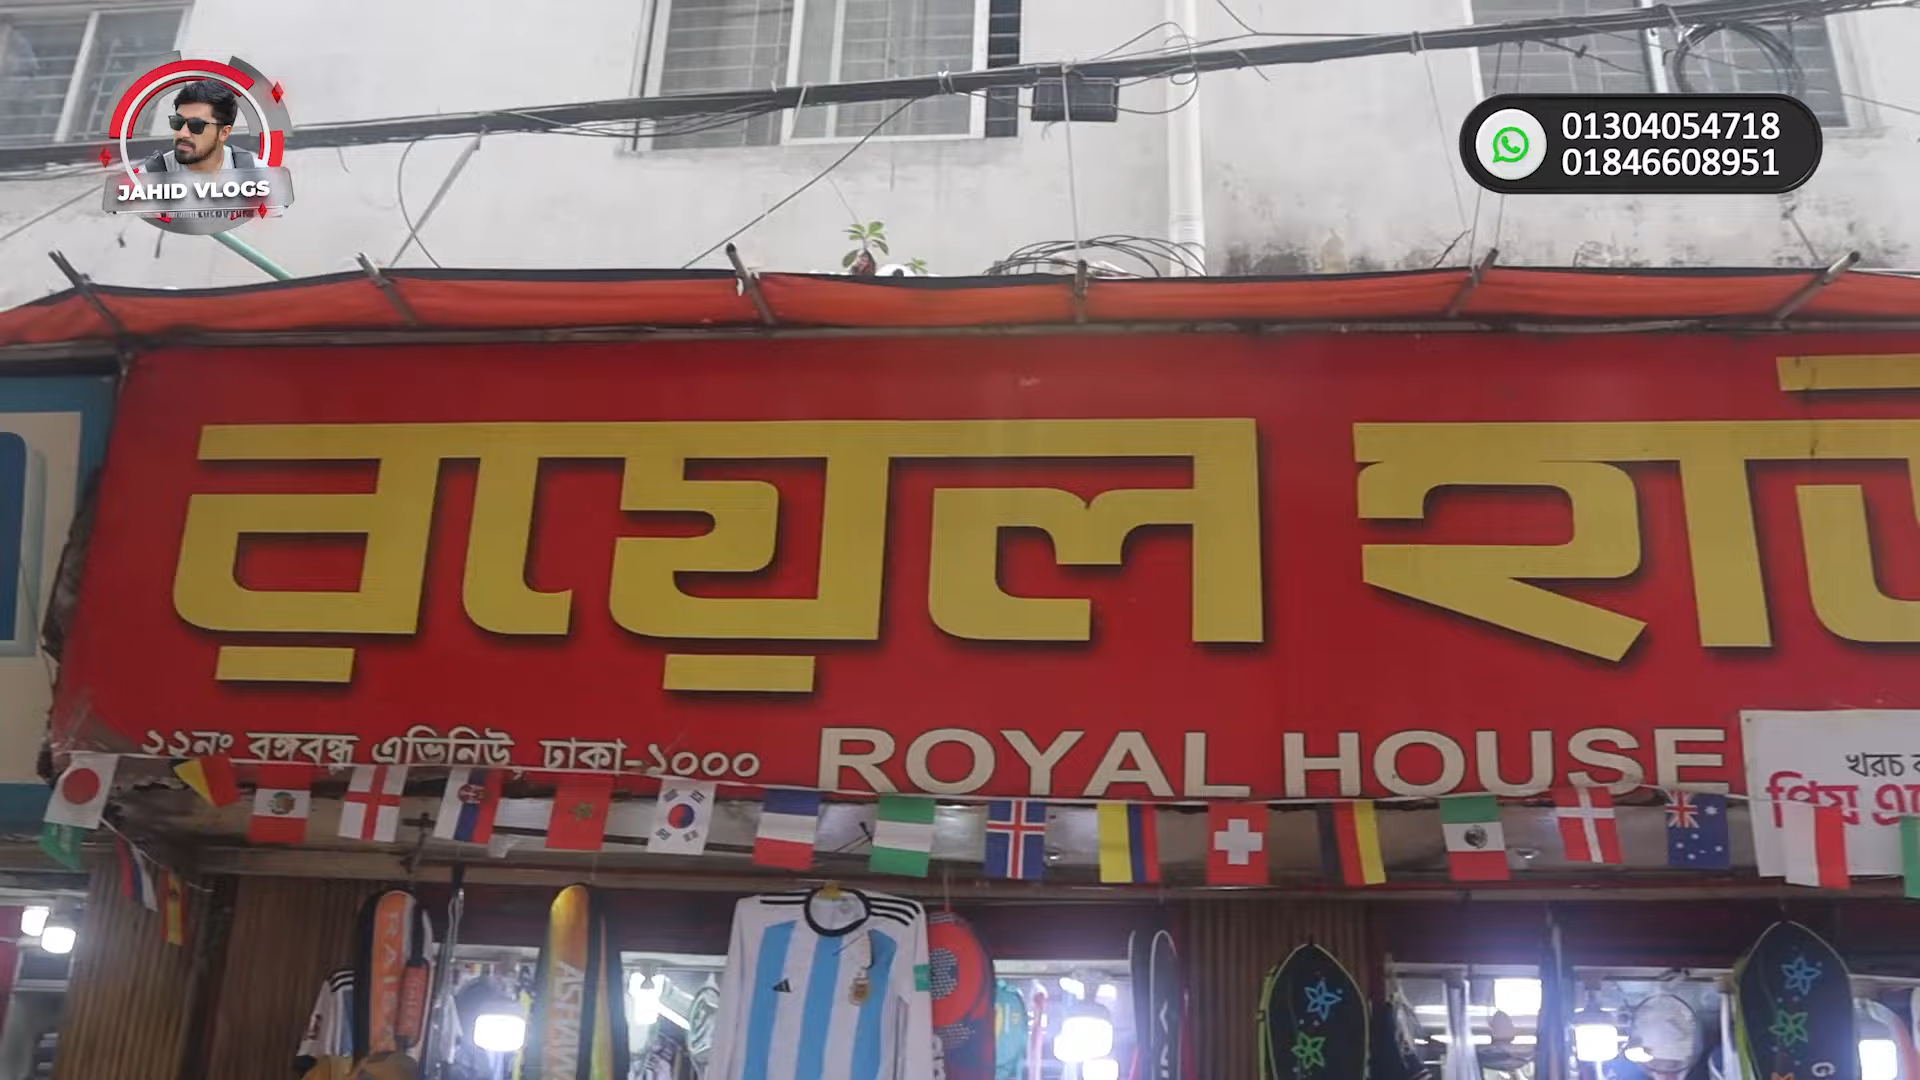 JAHID VLOGS
01304054718
01846608951
রয়েল
২২নং বঙ্গবন্ধু এভিনিউ, ঢাকা-১০০০
ROYAL HOUSE
খরচ
প্রিয়